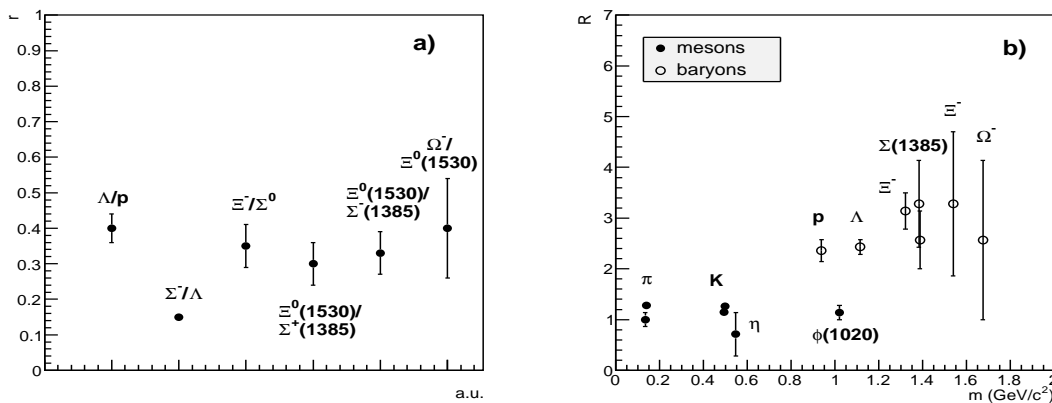 r
1
0.9
0.8
0.7
0.6
0.5
0.4
0.3
0.2
0.1
0
a)
Λ/p
Σ⁻/Λ
Ξ⁻/Σ⁰
Ξ⁰(1530)/
Σ⁺(1385)
Ξ⁰(1530)/
Σ⁻(1385)
Ω⁻/
Ξ⁰(1530)
a.u.
R
7
6
5
4
3
2
1
0
b)
mesons
baryons
π
K
η
p
Λ
ϕ(1020)
Ξ⁻
Σ(1385)
Ξ⁻
Ω⁻
0 0.2 0.4 0.6 0.8 1 1.2 1.4 1.6 1.8 2
m (GeV/c²)